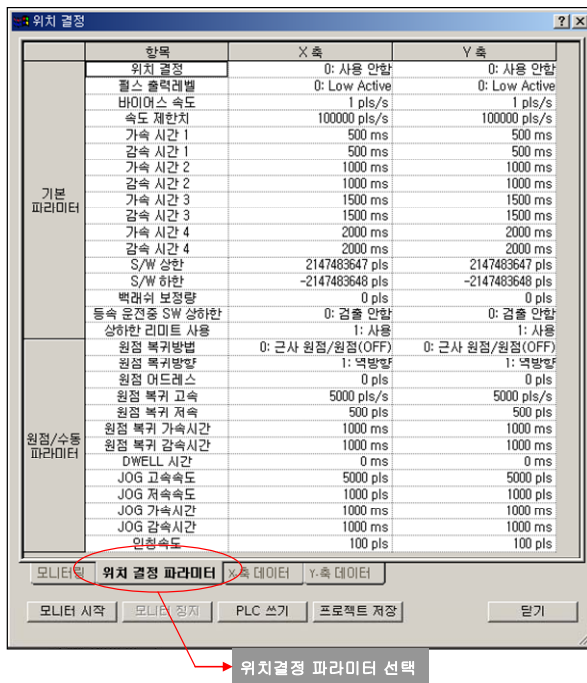 위치 결정
항목 X 축 Y 축
기본 파라미터
위치 결정 0: 사용 안함 0: 사용 안함
펄스 출력레벨 0: Low Active 0: Low Active
바이어스 속도 1 pls/s 1 pls/s
속도 제한치 100000 pls/s 100000 pls/s
가속 시간 1 500 ms 500 ms
감속 시간 1 500 ms 500 ms
가속 시간 2 1000 ms 1000 ms
감속 시간 2 1000 ms 1000 ms
가속 시간 3 1500 ms 1500 ms
감속 시간 3 1500 ms 1500 ms
가속 시간 4 2000 ms 2000 ms
감속 시간 4 2000 ms 2000 ms
S/W 상한 2147483647 pls 2147483647 pls
S/W 하한 -2147483648 pls -2147483648 pls
백래쉬 보정량 0 pls 0 pls
등속 운전중 SW 상하한 0: 검출 안함 0: 검출 안함
상하한 리미트 사용 1: 사용 1: 사용
원점/수동 파라미터
원점 복귀방법 0: 근사 원점/원점(OFF) 0: 근사 원점/원점(OFF)
원점 복귀방향 1: 역방향 1: 역방향
원점 어드레스 0 pls 0 pls
원점 복귀 고속 5000 pls/s 5000 pls/s
원점 복귀 저속 500 pls 500 pls
원점 복귀 가속시간 1000 ms 1000 ms
원점 복귀 감속시간 1000 ms 1000 ms
DWELL 시간 0 ms 0 ms
JOG 고속속도 5000 pls 5000 pls
JOG 저속속도 1000 pls 1000 pls
JOG 가속시간 1000 ms 1000 ms
JOG 감속시간 1000 ms 1000 ms
인칭속도 100 pls 100 pls
모니터링 위치 결정 파라미터 X-축 데이터 Y-축 데이터
모니터 시작 모니터 정지 PLC 쓰기 프로젝트 저장 닫기
위치결정 파라미터 선택